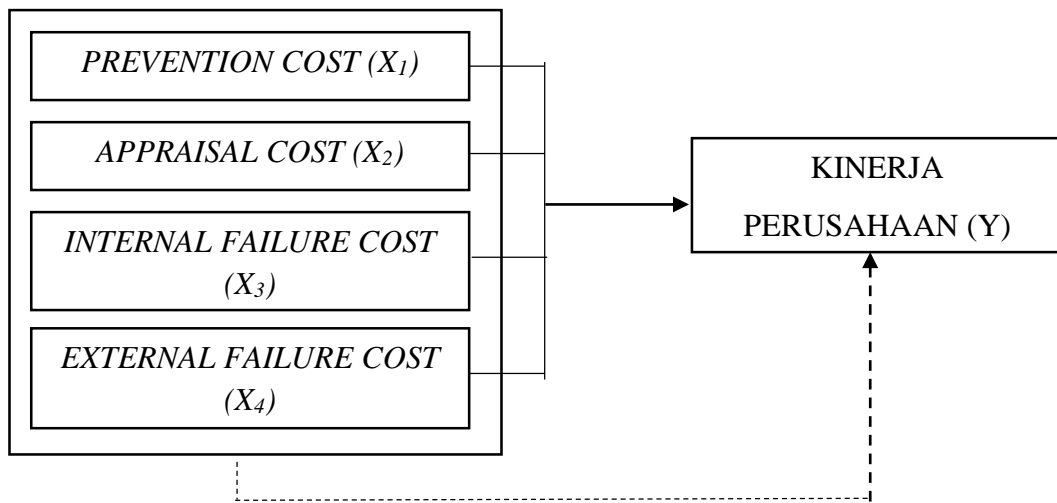 PREVENTION COST (X1)
APPRAISAL COST (X2)
INTERNAL FAILURE COST
(X3)
EXTERNAL FAILURE COST
(X4)
KINERJA
PERUSAHAAN (Y)